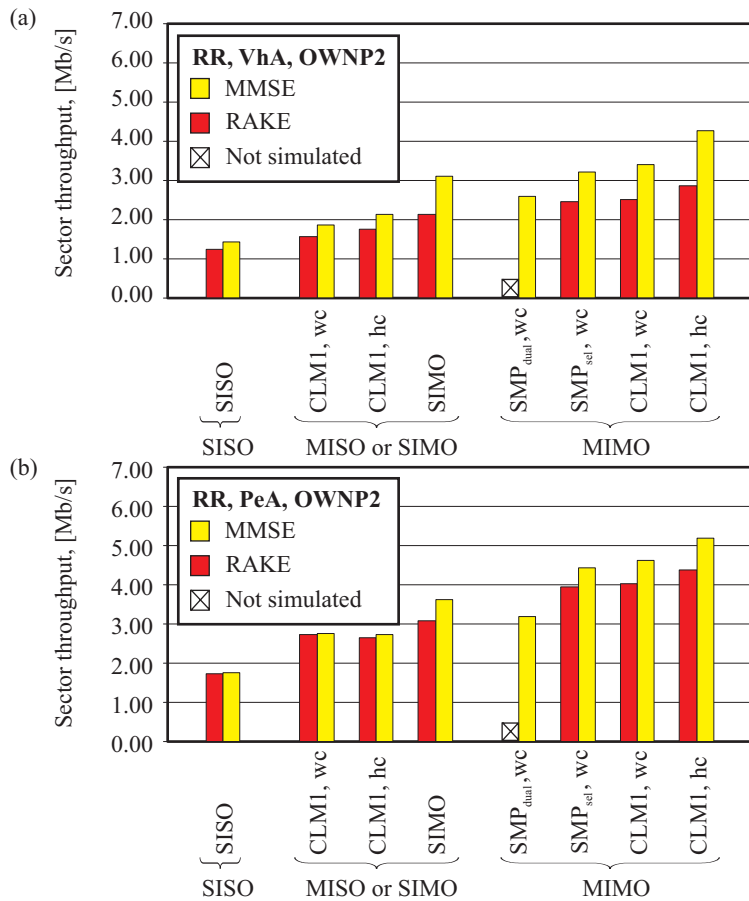 (a)
Sector throughput, [Mb/s]
7.00
6.00
5.00
4.00
3.00
2.00
1.00
0.00
RR, VhA, OWNP2
MMSE
RAKE
Not simulated
SISO
CLM1, wc
CLM1, hc
SIMO
SMPdual, wc
SMPsel, wc
CLM1, wc
CLM1, hc
SISO
MISO or SIMO
MIMO
(b)
Sector throughput, [Mb/s]
7.00
6.00
5.00
4.00
3.00
2.00
1.00
0.00
RR, PeA, OWNP2
MMSE
RAKE
Not simulated
SISO
CLM1, wc
CLM1, hc
SIMO
SMPdual, wc
SMPsel, wc
CLM1, wc
CLM1, hc
SISO
MISO or SIMO
MIMO